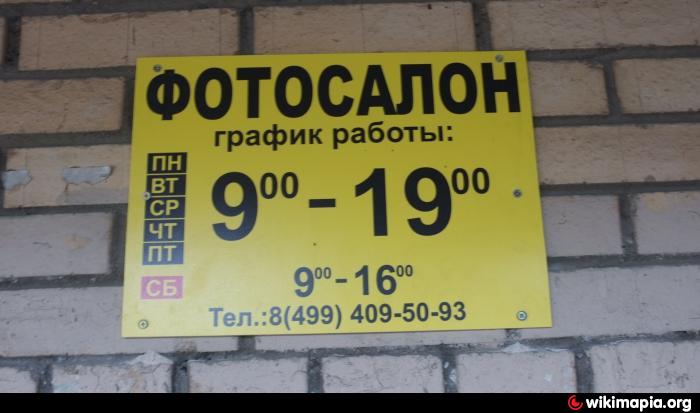 ФОТОСАЛОН
график работы:
ПН
ВТ
СР
ЧТ
ПТ
9⁰⁰ - 19⁰⁰
СБ
9⁰⁰ - 16⁰⁰
Тел.:8(499) 409-50-93
wikimapia.org